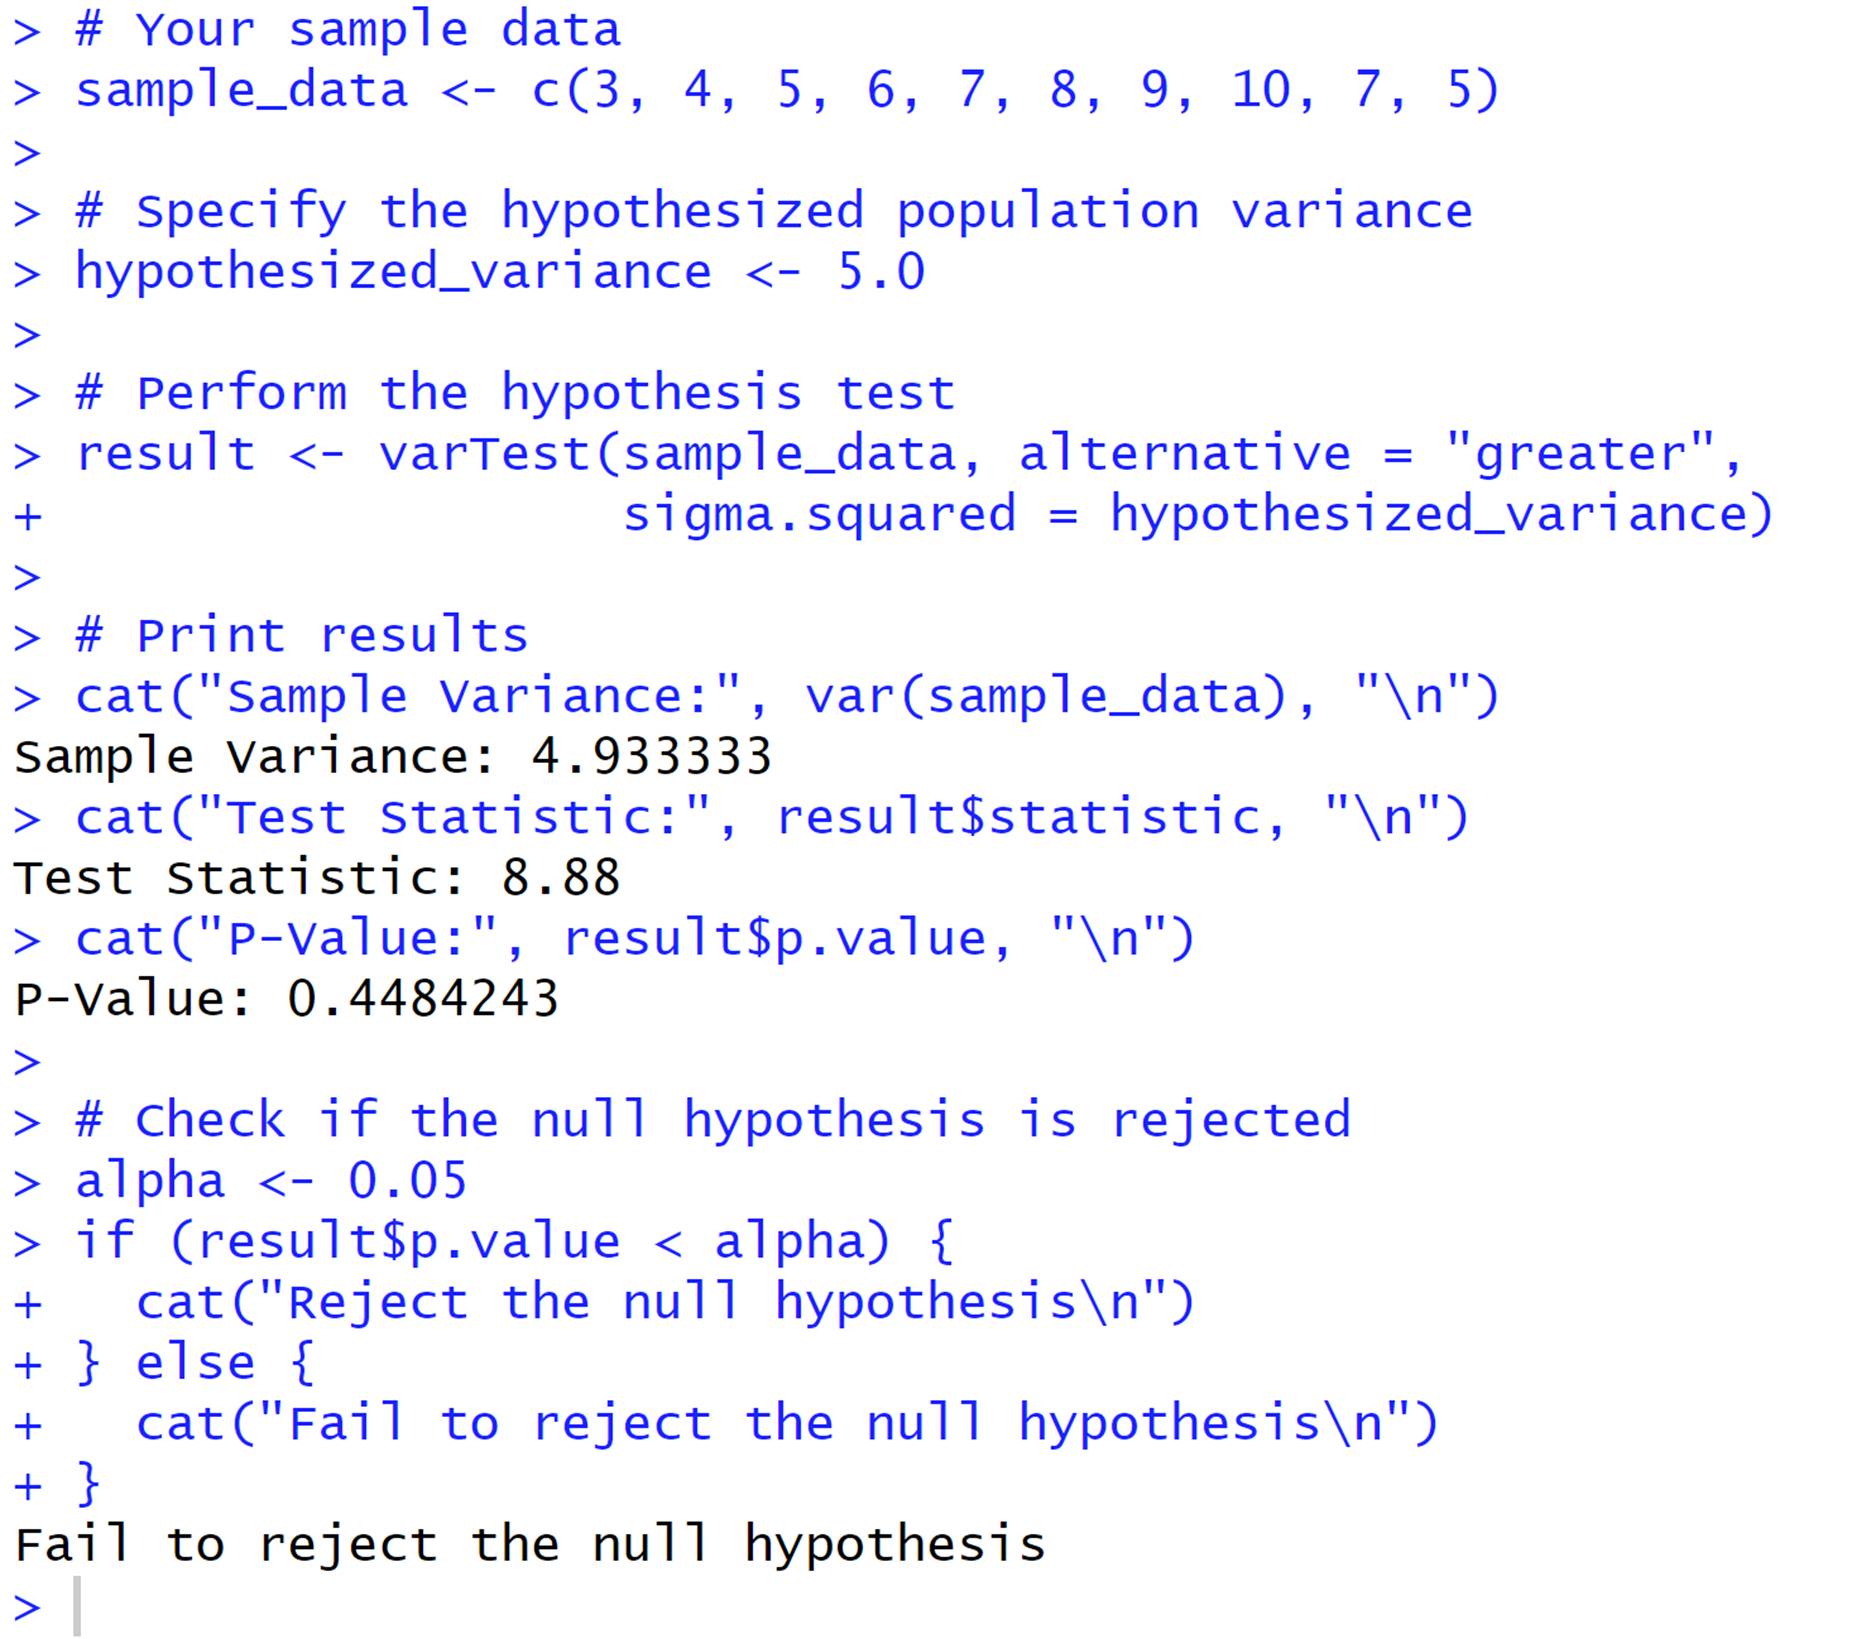 > # Your sample data
> sample_data <- c(3, 4, 5, 6, 7, 8, 9, 10, 7, 5)
>
> # Specify the hypothesized population variance
> hypothesized_variance <- 5.0
>
> # Perform the hypothesis test
> result <- varTest(sample_data, alternative = "greater",
+                   sigma.squared = hypothesized_variance)
>
> # Print results
> cat("Sample Variance:", var(sample_data), "\n")
Sample Variance: 4.933333
> cat("Test Statistic:", result$statistic, "\n")
Test Statistic: 8.88
> cat("P-Value:", result$p.value, "\n")
P-Value: 0.4484243
>
> # Check if the null hypothesis is rejected
> alpha <- 0.05
> if (result$p.value < alpha) {
+   cat("Reject the null hypothesis\n")
+ } else {
+   cat("Fail to reject the null hypothesis\n")
+ }
Fail to reject the null hypothesis
>